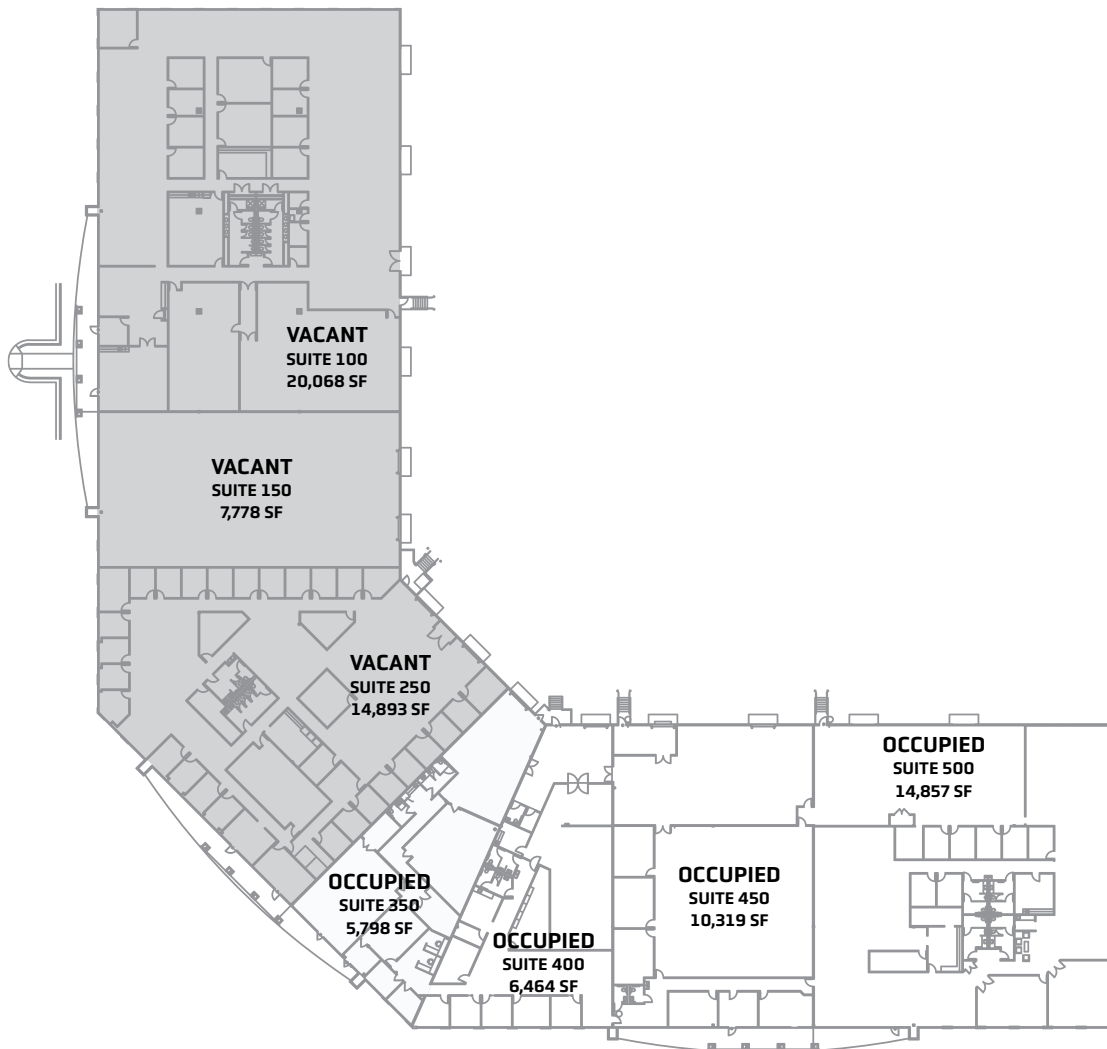 VACANT
SUITE 100
20,068 SF
VACANT
SUITE 150
7,778 SF
VACANT
SUITE 250
14,893 SF
OCCUPIED
SUITE 350
5,798 SF
OCCUPIED
SUITE 400
6,464 SF
OCCUPIED
SUITE 450
10,319 SF
OCCUPIED
SUITE 500
14,857 SF